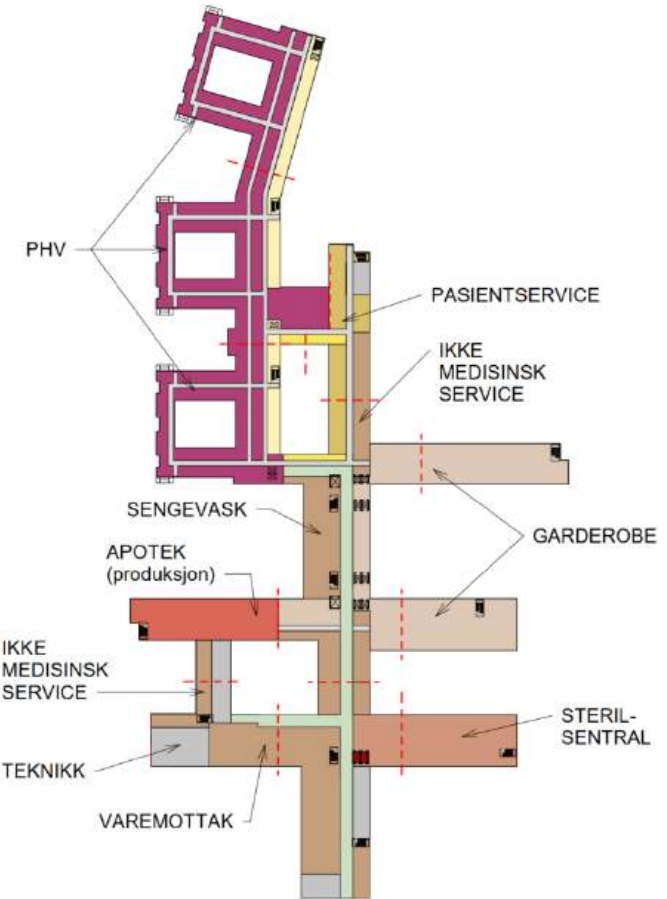 PHV
PASIENTSERVICE
IKKE
MEDISINSK
SERVICE
SENGEVASK
GARDEROBE
APOTEK
(produksjon)
IKKE
MEDISINSK
SERVICE
STERIL-
SENTRAL
TEKNIKK
VAREMOTTAK